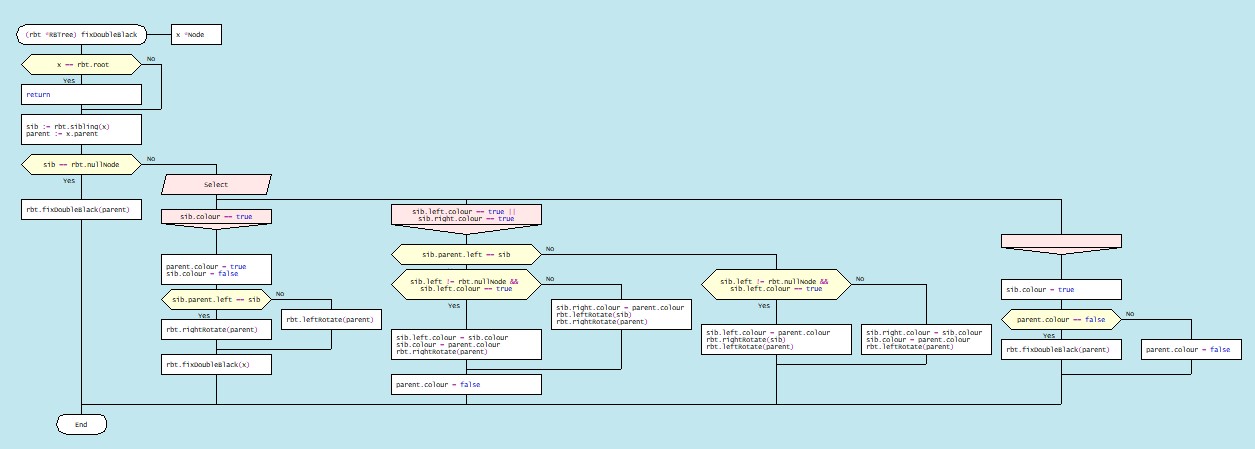 (rbt *RBTree) fixDoubleBlack
x *Node
x == rbt.root
No
Yes
return
sib := rbt.sibling(x)
parent := x.parent
sib == rbt.nullNode
No
Yes
rbt.fixDoubleBlack(parent)
Select
sib.colour == true
parent.colour = true
sib.colour = false
sib.parent.left == sib
No
Yes
rbt.rightRotate(parent)
rbt.leftRotate(parent)
rbt.fixDoubleBlack(x)
sib.left.colour == true ||
sib.right.colour == true
sib.parent.left == sib
No
sib.left != rbt.nullNode &&
sib.left.colour == true
No
Yes
sib.left.colour = sib.colour
sib.colour = parent.colour
rbt.rightRotate(parent)
sib.right.colour = parent.colour
rbt.leftRotate(sib)
rbt.rightRotate(parent)
parent.colour = false
sib.left != rbt.nullNode &&
sib.left.colour == true
No
Yes
sib.left.colour = parent.colour
rbt.rightRotate(sib)
rbt.leftRotate(parent)
sib.right.colour = sib.colour
sib.colour = parent.colour
rbt.leftRotate(parent)
sib.colour = true
parent.colour == false
No
Yes
rbt.fixDoubleBlack(parent)
parent.colour = false
End